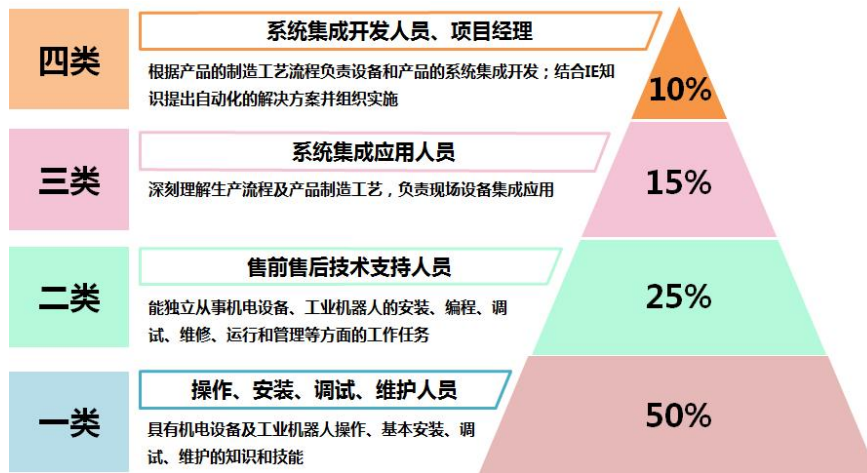 四类
系统集成开发人员、项目经理
根据产品的制造工艺流程负责设备和产品的系统集成开发；结合IE知
识提出自动化的解决方案并组织实施
10%
三类
系统集成应用人员
深刻理解生产流程及产品制造工艺，负责现场设备集成应用
15%
二类
售前售后技术支持人员
能独立从事机电设备、工业机器人的安装、编程、调
试、维修、运行和管理等方面的工作任务
25%
一类
操作、安装、调试、维护人员
具有机电设备及工业机器人操作、基本安装、调
试、维护的知识和技能
50%